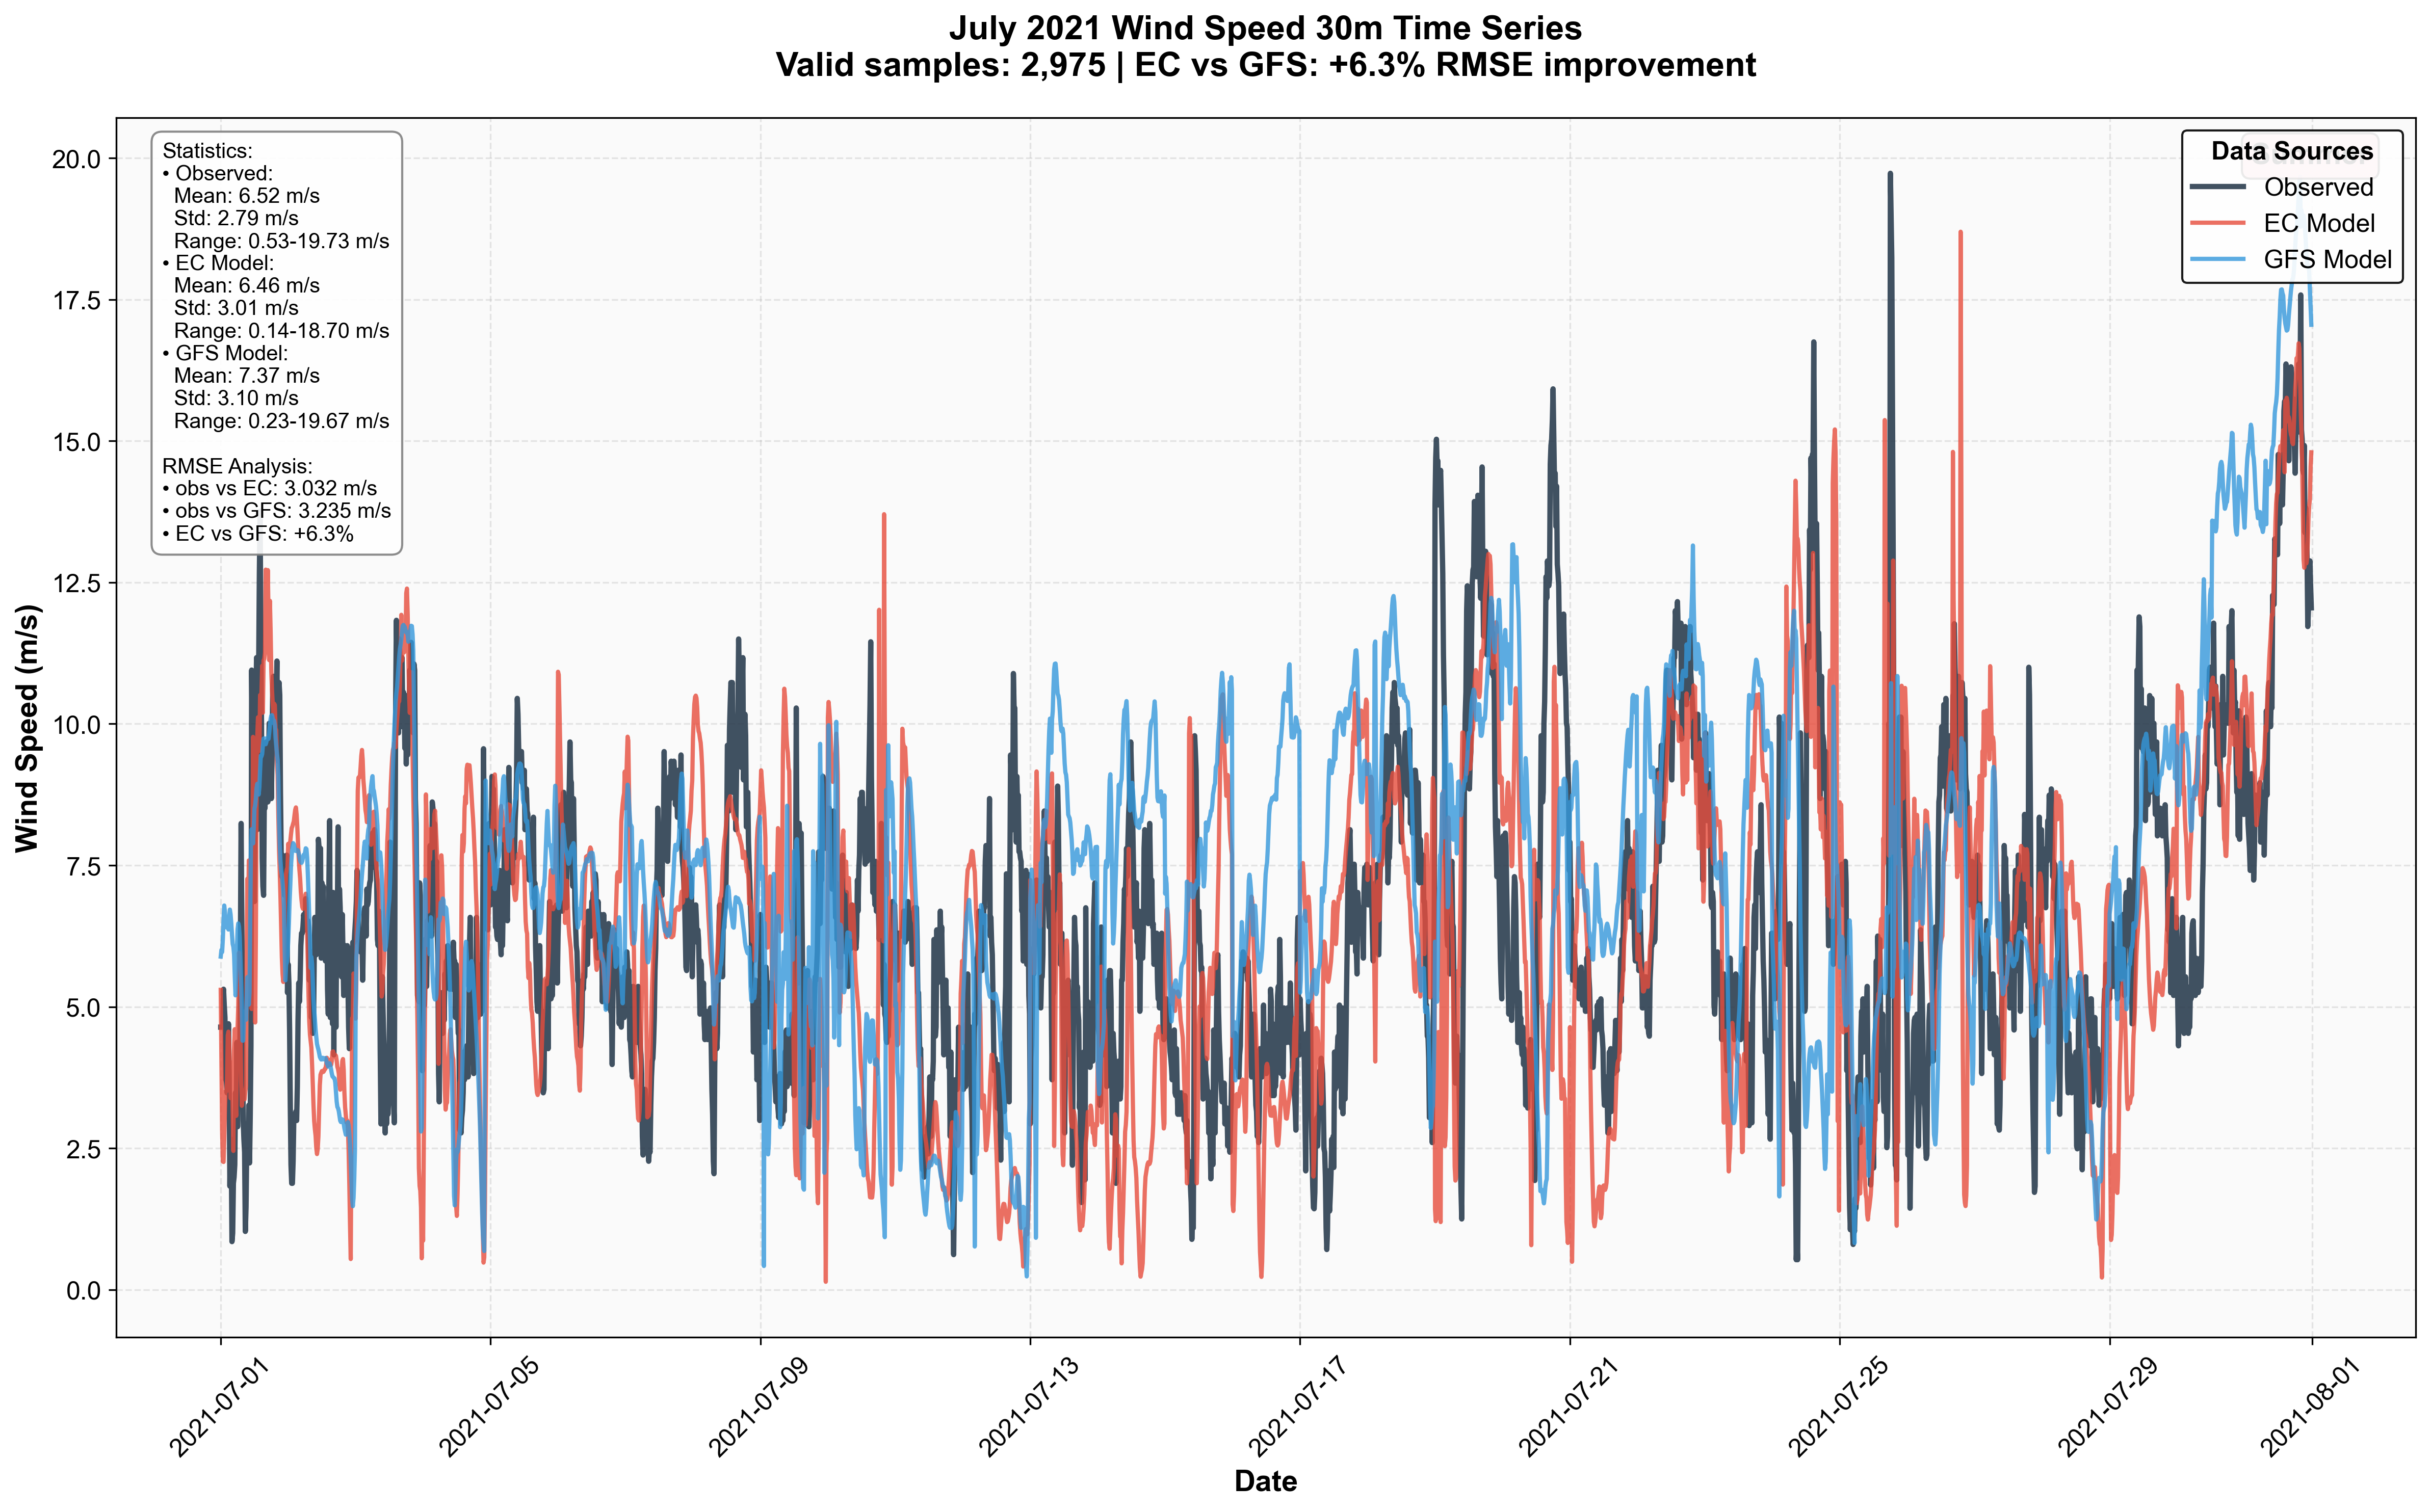 July 2021 Wind Speed 30m Time Series
Valid samples: 2,975 | EC vs GFS: +6.3% RMSE improvement
Statistics:
• Observed:
Mean: 6.52 m/s
Std: 2.79 m/s
Range: 0.53-19.73 m/s
• EC Model:
Mean: 6.46 m/s
Std: 3.01 m/s
Range: 0.14-18.70 m/s
• GFS Model:
Mean: 7.37 m/s
Std: 3.10 m/s
Range: 0.23-19.67 m/s
RMSE Analysis:
• obs vs EC: 3.032 m/s
• obs vs GFS: 3.235 m/s
• EC vs GFS: +6.3%
Data Sources
Observed
EC Model
GFS Model
Wind Speed (m/s)
20.0
17.5
15.0
12.5
10.0
7.5
5.0
2.5
0.0
2021-07-01
2021-07-05
2021-07-09
2021-07-13
2021-07-17
2021-07-21
2021-07-25
2021-07-29
2021-08-01
Date